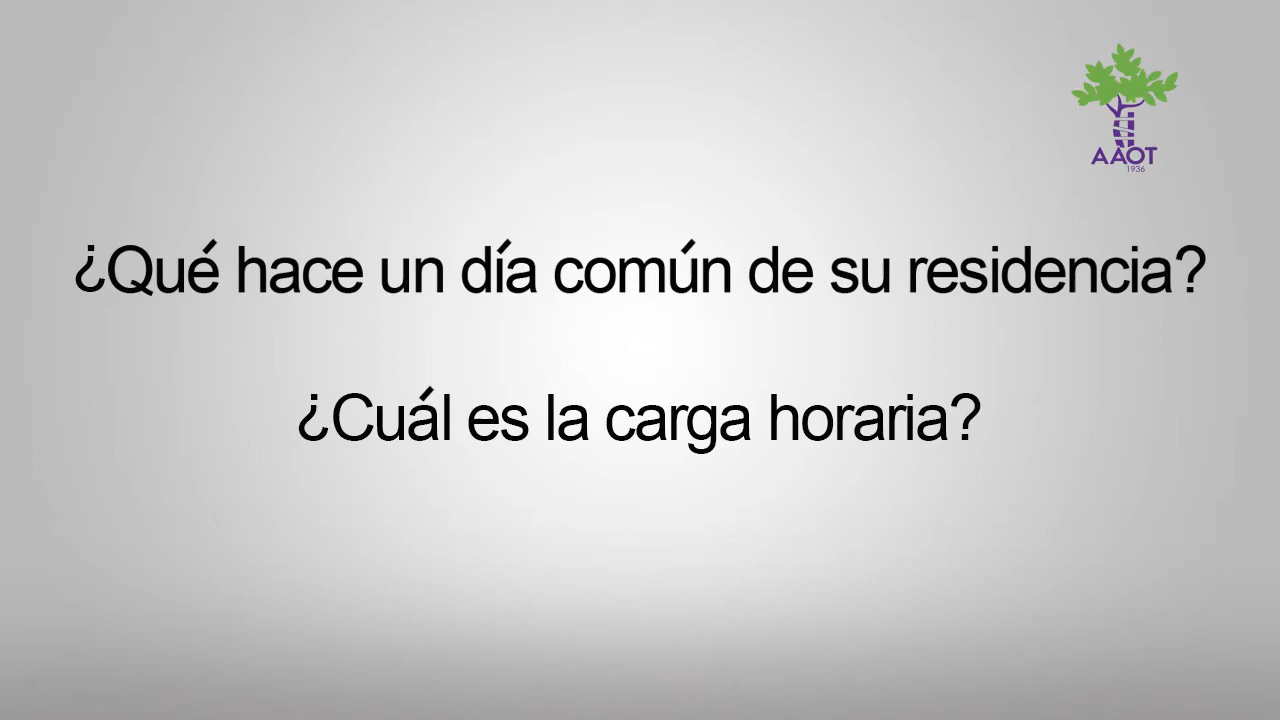 AAOT
1936
¿Qué hace un día común de su residencia?
¿Cuál es la carga horaria?